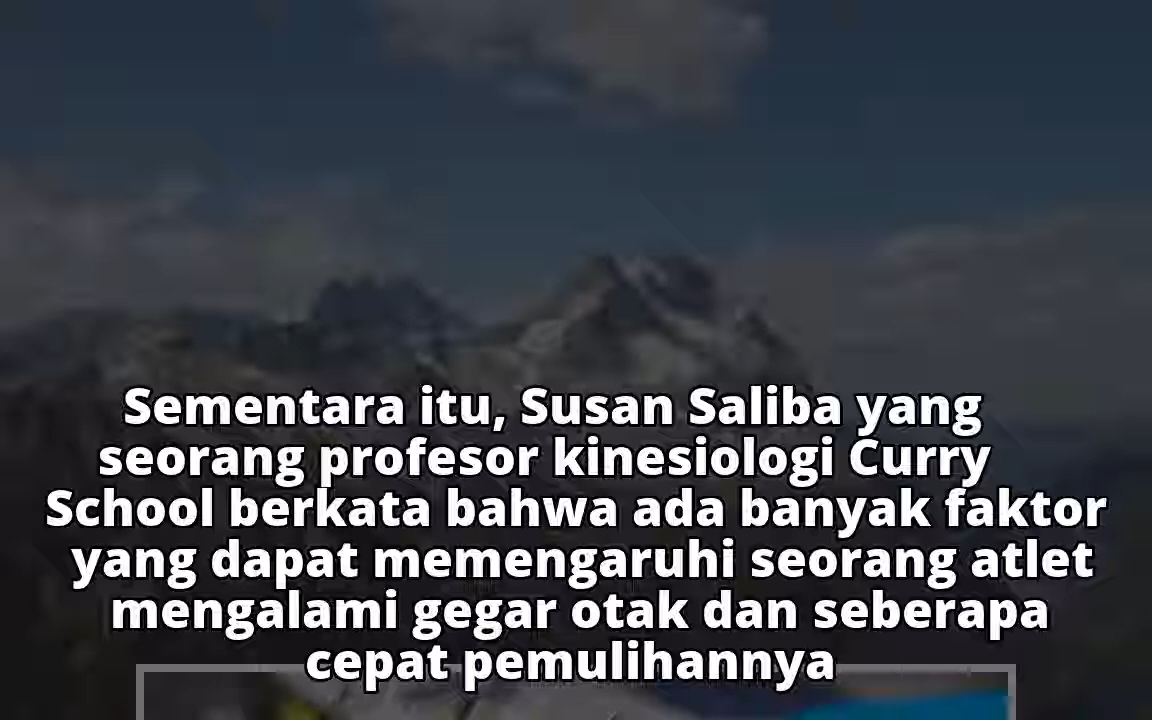 Sementara itu, Susan Saliba yang
seorang profesor kinesiologi Curry
School berkata bahwa ada banyak faktor
yang dapat memengaruhi seorang atlet
mengalami gegar otak dan seberapa
cepat pemulihannya